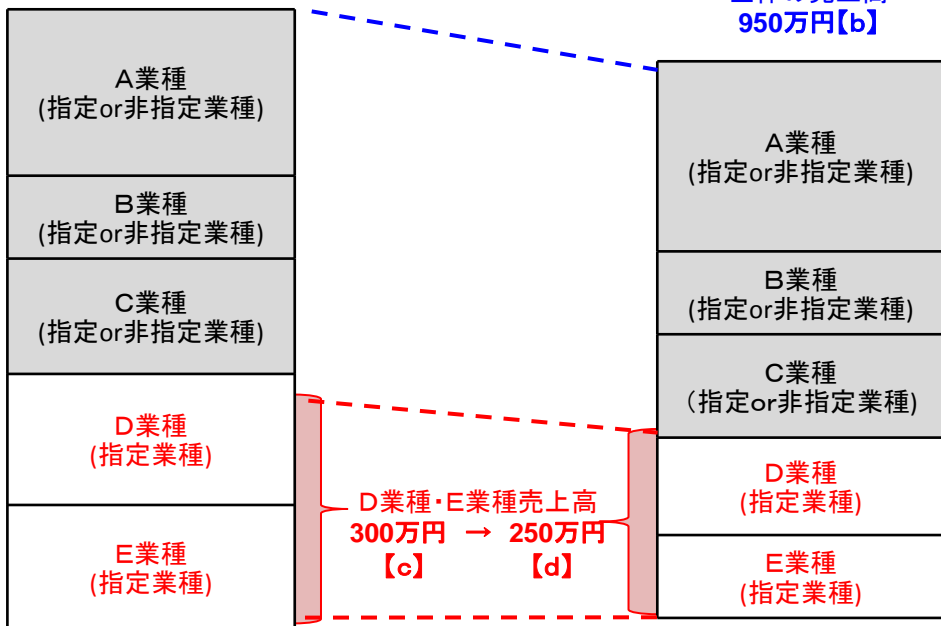 950万円【b】
A業種
(指定or非指定業種)
B業種
(指定or非指定業種)
C業種
(指定or非指定業種)
D業種
(指定業種)
E業種
(指定業種)
D業種・E業種売上高
300万円 → 250万円
【c】 【d】
A業種
(指定or非指定業種)
B業種
(指定or非指定業種)
C業種
（指定or非指定業種)
D業種
(指定業種)
E業種
(指定業種)